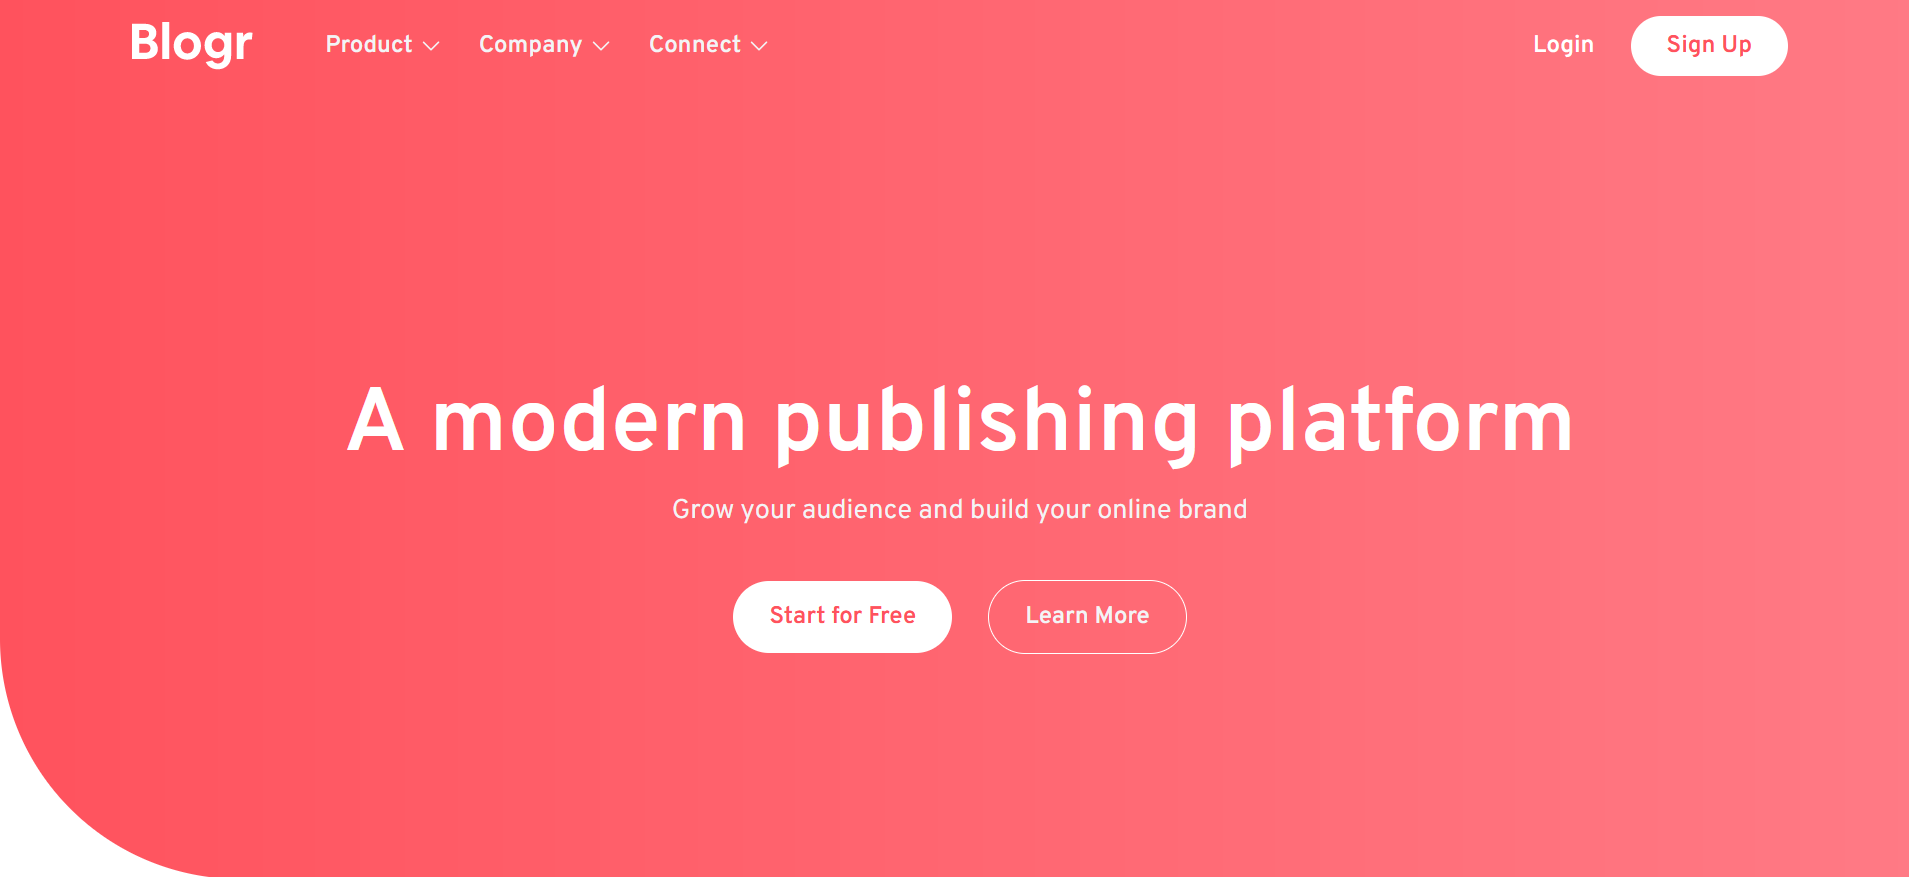 Blogr Product Company Connect Login Sign Up
A modern publishing platform
Grow your audience and build your online brand
Start for Free Learn More